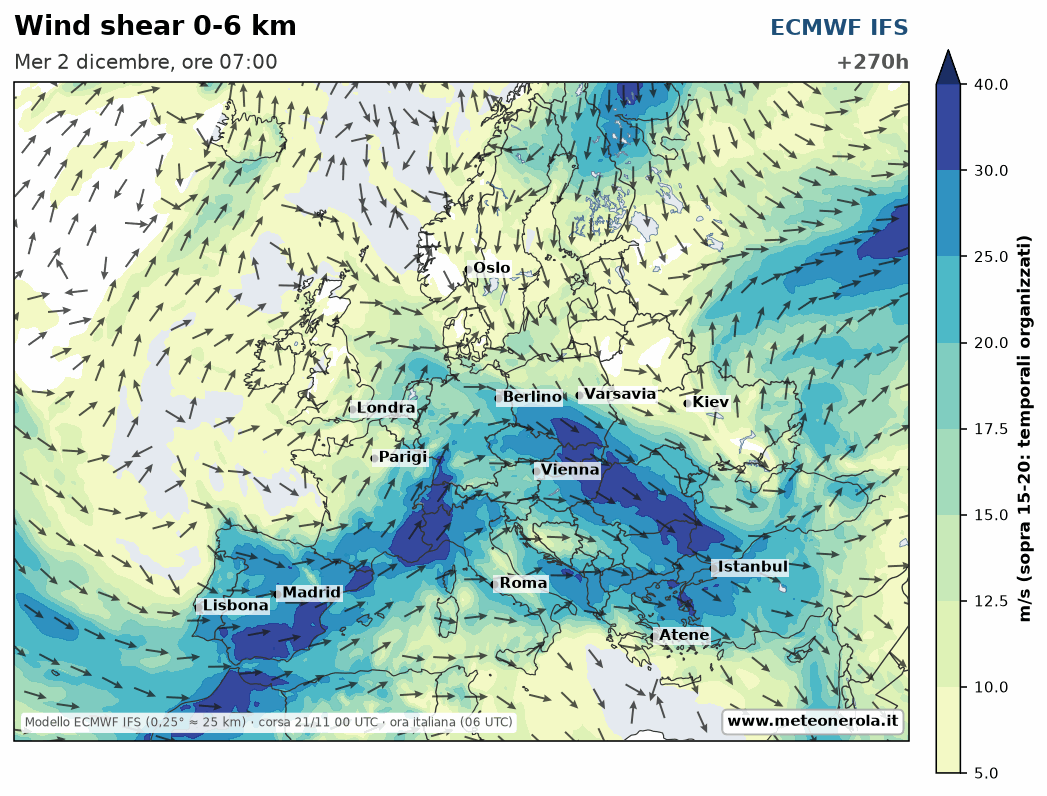 Wind shear 0-6 km
ECMWF IFS
Mer 2 dicembre, ore 07:00
+270h
40.0
30.0
25.0
20.0
17.5
15.0
12.5
10.0
5.0
m/s (sopra 15-20: temporali organizzati)
Oslo
Berlino
Varsavia
Kiev
Londra
Parigi
Vienna
Istanbul
Roma
Madrid
Lisbona
Atene
Modello ECMWF IFS (0,25° ≈ 25 km) · corsa 21/11 00 UTC · ora italiana (06 UTC)
www.meteonerola.it